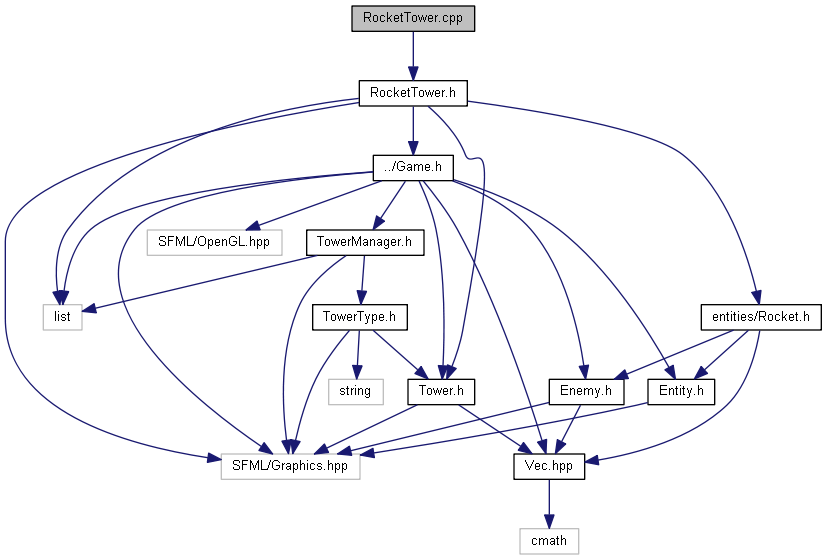 RocketTower.cpp
RocketTower.h
../Game.h
SFML/OpenGL.hpp
TowerManager.h
list
TowerType.h
entities/Rocket.h
string
Tower.h
Enemy.h
Entity.h
SFML/Graphics.hpp
Vec.hpp
cmath